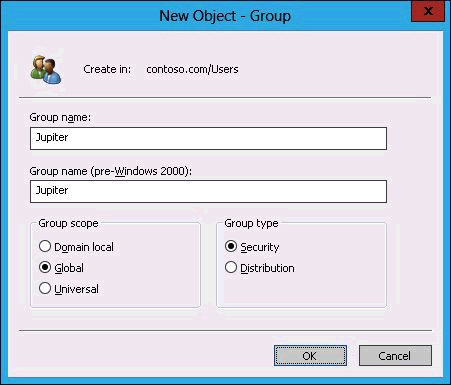 New Object - Group
x
Create in: contoso.com/Users
Group name:
Jupiter
Group name (pre-Windows 2000):
Jupiter
Group scope
Domain local
Global
Universal
Group type
Security
Distribution
OK
Cancel